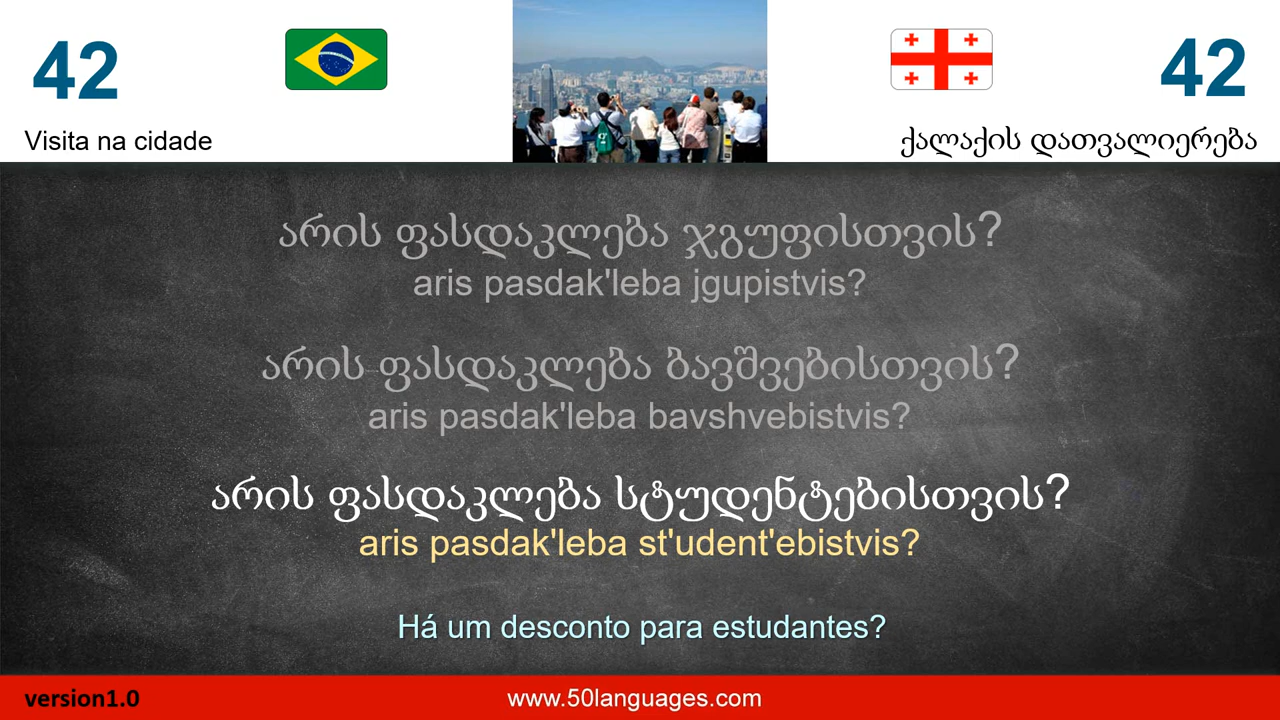 42
42
Visita na cidade
ქალაქის დათვალიერება
არის ფასდაკლება ჯგუფისთვის?
aris pasdak'leba jgupistvis?
არის ფასდაკლება ბავშვებისთვის?
aris pasdak'leba bavshvebistvis?
არის ფასდაკლება სტუდენტებისთვის?
aris pasdak'leba st'udent'ebistvis?
Há um desconto para estudantes?
version1.0
www.50languages.com